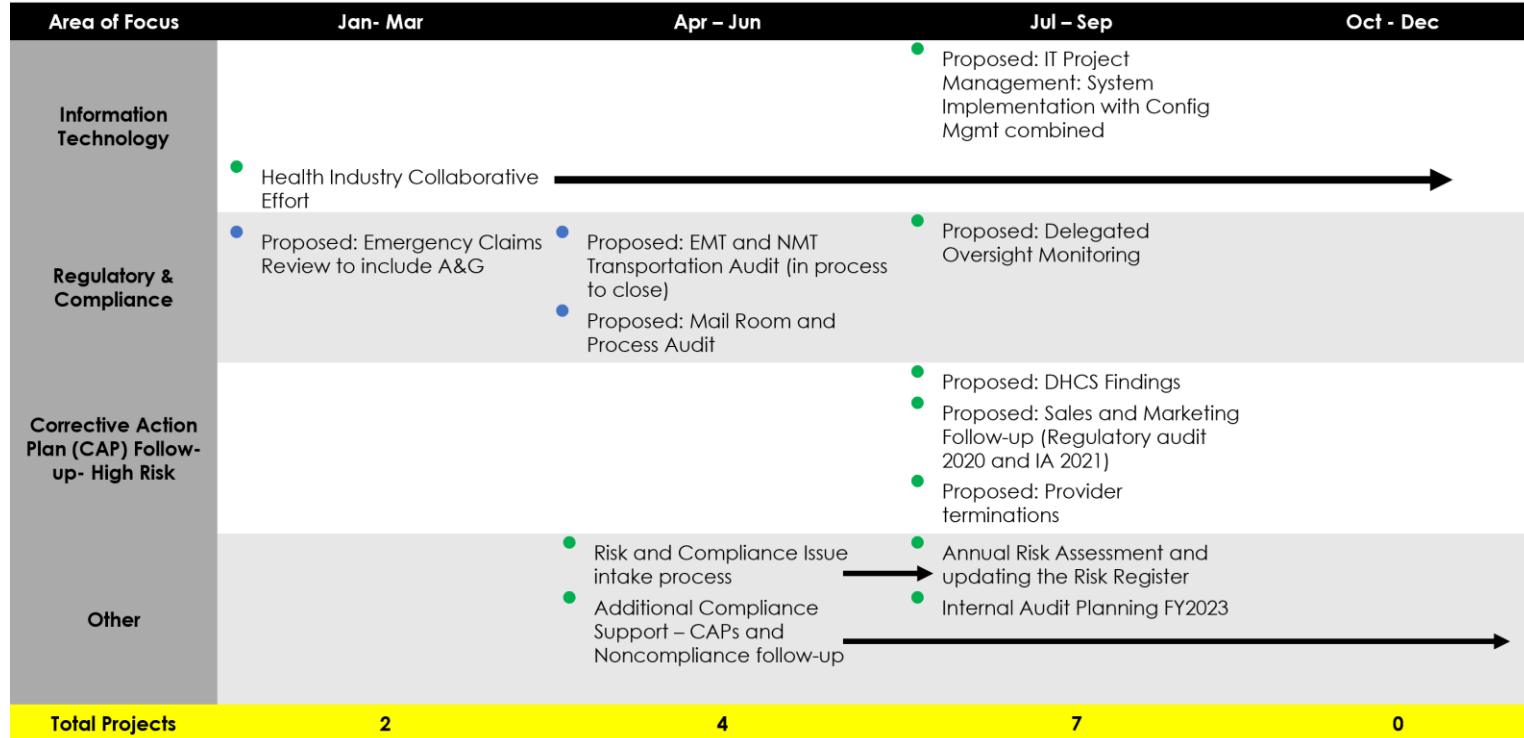 Area of Focus
Jan- Mar
Apr – Jun
Jul – Sep
Oct - Dec
Information
Technology
Proposed: IT Project
Management: System
Implementation with Config
Mgmt combined
Health Industry Collaborative
Effort
Regulatory &
Compliance
Proposed: Emergency Claims
Review to include A&G
Proposed: EMT and NMT
Transportation Audit (in process
to close)
Proposed: Mail Room and
Process Audit
Proposed: Delegated
Oversight Monitoring
Corrective Action
Plan (CAP) Follow-
up- High Risk
Proposed: DHCS Findings
Proposed: Sales and Marketing
Follow-up (Regulatory audit
2020 and IA 2021)
Proposed: Provider
terminations
Other
Risk and Compliance Issue
intake process
Additional Compliance
Support – CAPs and
Noncompliance follow-up
Annual Risk Assessment and
updating the Risk Register
Internal Audit Planning FY2023
Total Projects
2
4
7
0